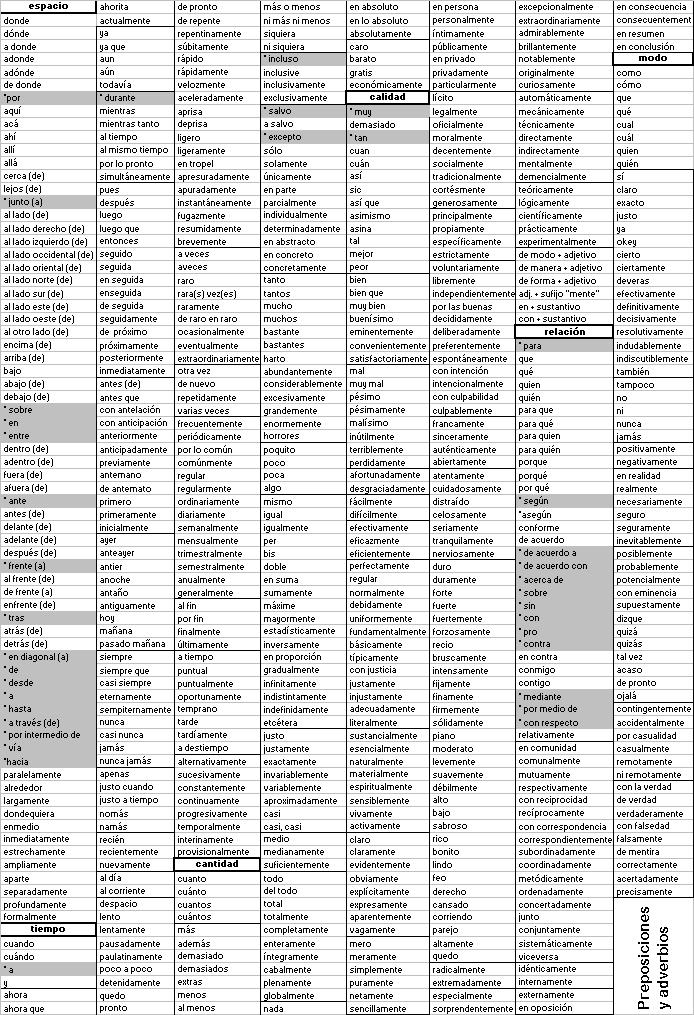 espacio
donde
dónde
a donde
adonde
adónde
de donde
*por
aquí
acá
ahí
allí
allá
cerca (de)
lejos (de)
* junto (a)
al lado (de)
al lado derecho (de)
al lado izquierdo (de)
al lado occidental (de)
al lado oriental (de)
al lado norte (de)
al lado sur (de)
al lado este (de)
al lado oeste (de)
al otro lado (de)
encima (de)
arriba (de)
bajo
abajo (de)
debajo (de)
* sobre
* en
* entre
dentro (de)
adentro (de)
fuera (de)
afuera (de)
* ante
antes (de)
delante (de)
adelante (de)
después (de)
* frente (a)
al frente (de)
de frente (a)
enfrente (de)
* tras
atrás (de)
detrás (de)
* en diagonal (a)
* de
* desde
* a
* hasta
* a través (de)
* por intermedio de
* vía
*hacia
paralelamente
alrededor
largamente
dondequiera
enmedio
inmediatamente
estrechamente
ampliamente
aparte
separadamente
profundamente
formalmente
tiempo
cuando
cuándo
* a
y
ahora
ahora que
ahorita
actualmente
ya
ya que
aun
aún
todavía
* durante
mientras
mientras tanto
al tiempo
al mismo tiempo
por lo pronto
simultáneamente
pues
después
luego
luego que
entonces
seguido
seguida
en seguida
enseguida
de seguida
seguidamente
de próximo
próximamente
posteriormente
inmediatamente
antes (de)
antes que
con antelación
con anticipación
anteriormente
anticipadamente
previamente
antemano
de antemato
primero
primeramente
inicialmente
ayer
anteayer
antier
anoche
antaño
antiguamente
hoy
mañana
pasado mañana
siempre
siempre que
casi siempre
eternamente
sempiternamente
nunca
casi nunca
jamás
nunca jamás
apenas
justo cuando
justo a tiempo
nomás
namás
recién
recientemente
nuevamente
al día
al corriente
despacio
lento
lentamente
pausadamente
paulatinamente
poco a poco
detenidamente
quedo
pronto
de pronto
de repente
repentinamente
súbitamente
rápido
rápidamente
velozmente
aceleradamente
aprisa
deprisa
ligero
ligeramente
en tropel
apresuradamente
apuradamente
instantáneamente
fugazmente
resumidamente
brevemente
a veces
aveces
raro
rara(s) vez(es)
raramente
de raro en raro
ocasionalmente
eventualmente
extraordinariamente
otra vez
de nuevo
repetidamente
varias veces
frecuentemente
periódicamente
por lo común
comúnmente
regular
regularmente
ordinariamente
diariamente
semanalmente
mensualmente
trimestralmente
semestralmente
anualmente
generalmente
al fin
por fin
finalmente
últimamente
a tiempo
puntual
puntualmente
oportunamente
temprano
tarde
tardíamente
a destiempo
alternativamente
sucesivamente
constantemente
continuamente
progresivamente
temporalmente
interinamente
provisionalmente
cantidad
cuanto
cuánto
cuantos
cuántos
más
además
demasiado
demasiados
extras
menos
al menos
más o menos
ni más ni menos
siquiera
ni siquiera
* incluso
inclusive
inclusivamente
exclusivamente
* salvo
a salvo
* excepto
sólo
solamente
únicamente
en parte
parcialmente
individualmente
determinadamente
en abstracto
en concreto
concretamente
tanto
tantos
mucho
muchos
bastante
bastantes
harto
abundantemente
considerablemente
excesivamente
grandemente
enormemente
horrores
poquito
poco
poca
algo
mismo
igual
igualmente
per
bis
doble
en suma
sumamente
máxime
mayormente
estadísticamente
inversamente
en proporción
gradualmente
infinitamente
indistintamente
indefinidamente
etcétera
justo
justamente
exactamente
invariablemente
variablemente
aproximadamente
casi
casi, casi
medio
medianamente
suficientemente
todo
del todo
total
totalmente
completamente
enteramente
íntegramente
cabalmente
plenamente
globalmente
nada
en absoluto
en lo absoluto
absolutamente
caro
barato
gratis
económicamente
calidad
* muy
demasiado
* tan
cuan
cuán
así
sic
así que
asimismo
asina
tal
mejor
peor
bien
bien que
muy bien
buenísimo
eminentemente
convenientemente
satisfactoriamente
mal
muy mal
pésimo
pésimamente
malísimo
inútilmente
terriblemente
perdidamente
afortunadamente
desgraciadamente
fácilmente
difícilmente
efectivamente
eficazmente
eficientemente
perfectamente
regular
normalmente
debidamente
uniformemente
fundamentalmente
básicamente
típicamente
con justicia
justamente
injustamente
adecuadamente
literalmente
sustancialmente
esencialmente
naturalmente
materialmente
espiritualmente
sensiblemente
vivamente
activamente
claro
claramente
evidentemente
obviamente
explícitamente
expresamente
aparentemente
vagamente
mero
meramente
simplemente
puramente
netamente
sencillamente
en persona
personalmente
íntimamente
públicamente
en privado
privadamente
particularmente
lícito
legalmente
oficialmente
moralmente
decentemente
socialmente
tradicionalmente
cortésmente
generosamente
principalmente
propiamente
específicamente
estrictamente
voluntariamente
libremente
independientemente
por las buenas
decididamente
deliberadamente
preferentemente
espontáneamente
con intención
intencionalmente
con culpabilidad
culpablemente
francamente
sinceramente
auténticamente
abiertamente
atentamente
cuidadosamente
distraído
celosamente
seriamente
tranquilamente
nerviosamente
duro
duramente
forte
fuerte
fuertemente
forzosamente
recio
bruscamente
intensamente
fijamente
finamente
firmemente
sólidamente
piano
moderato
levemente
suavemente
débilmente
alto
bajo
sabroso
rico
bonito
lindo
feo
derecho
cansado
corriendo
parejo
altamente
quedo
radicalmente
extremadamente
especialmente
sorprendentemente
excepcionalmente
extraordinariamente
admirablemente
brillantemente
notablemente
originalmente
curiosamente
automáticamente
mecánicamente
técnicamente
directamente
indirectamente
mentalmente
demencialmente
teóricamente
lógicamente
científicamente
prácticamente
experimentalmente
de modo + adjetivo
de manera + adjetivo
de forma + adjetivo
adj. + sufijo "mente"
en + sustantivo
con + sustantivo
relación
* para
que
qué
quien
quién
para que
para qué
para quien
para quién
porque
porqué
por qué
* según
*asegún
conforme
de acuerdo
* de acuerdo a
* de acuerdo con
* acerca de
* sobre
* sin
* con
* pro
* contra
en contra
conmigo
contigo
* mediante
* por medio de
* con respecto
relativamente
en comunidad
comunalmente
mutuamente
respectivamente
con reciprocidad
recíprocamente
con correspondencia
correspondientemente
subordinadamente
coordinadamente
metódicamente
ordenadamente
concertadamente
junto
conjuntamente
sistemáticamente
viceversa
idénticamente
internamente
externamente
en oposición
en consecuencia
consecuentement
en resumen
en conclusión
modo
como
cómo
que
qué
cual
cuál
quien
quién
sí
claro
exacto
justo
ya
okey
cierto
ciertamente
deveras
efectivamente
definitivamente
decisivamente
resolutivamente
indudablemente
indiscutiblemente
también
tampoco
no
ni
nunca
jamás
positivamente
negativamente
en realidad
realmente
necesariamente
seguro
seguramente
inevitablemente
posiblemente
probablemente
potencialmente
con eminencia
supuestamente
dizque
quizá
quizás
tal vez
acaso
de pronto
ojalá
contingentemente
accidentalmente
por casualidad
casualmente
remotamente
ni remotamente
con la verdad
de verdad
verdaderamente
con falsedad
falsamente
de mentira
correctamente
acertadamente
precisamente
Preposiciones
y adverbios